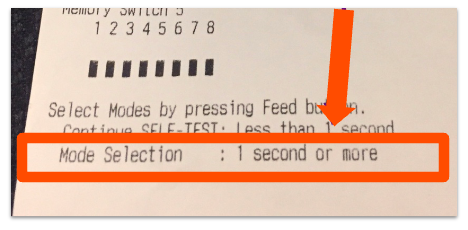 Memory Switch 5
1 2 3 4 5 6 7 8
Select Modes by pressing Feed button.
Continue SELF-TEST: Less than 1 second
Mode Selection : 1 second or more